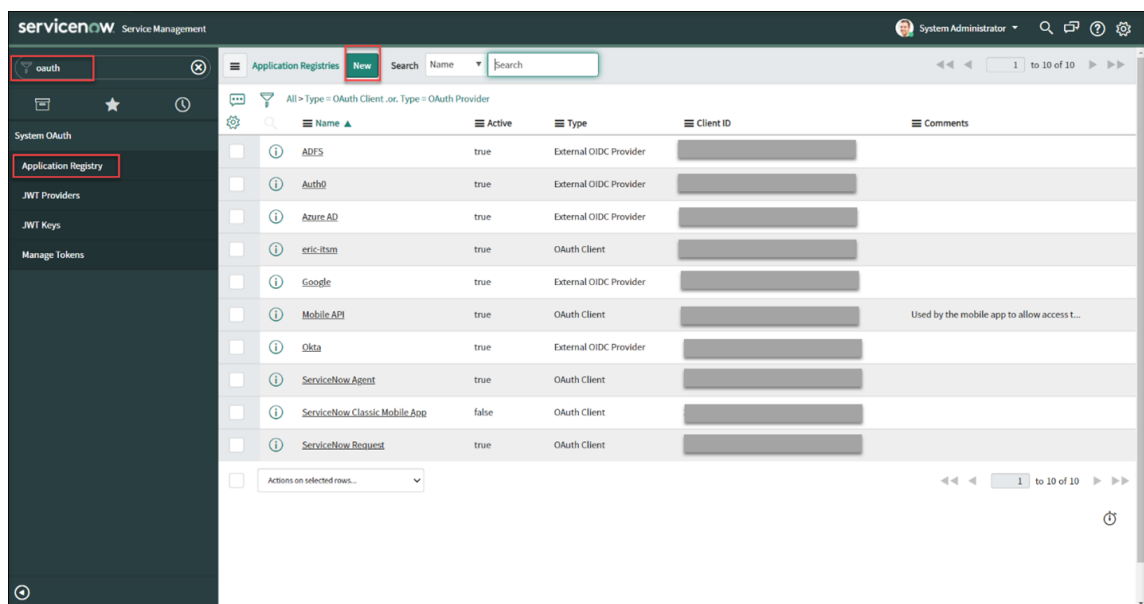 servicenow Service Management
System Administrator
oauth
Application Registries New Search Name Search
1 to 10 of 10
All > Type = OAuth Client .or. Type = OAuth Provider
Name Active Type Client ID Comments
System OAuth
Application Registry
JWT Providers
JWT Keys
Manage Tokens
ADFS true External OIDC Provider
Auth0 true External OIDC Provider
Azure AD true External OIDC Provider
eric-itsm true OAuth Client
Google true External OIDC Provider
Mobile API true OAuth Client Used by the mobile app to allow access t...
Okta true External OIDC Provider
ServiceNow Agent true OAuth Client
ServiceNow Classic Mobile App false OAuth Client
ServiceNow Request true OAuth Client
Actions on selected rows...
1 to 10 of 10